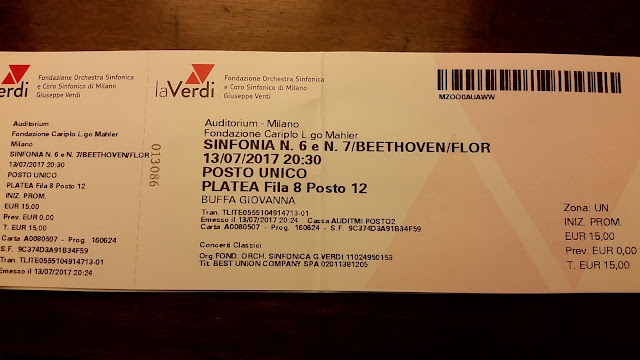 erdi
Fondazione Orchestra Sinfonica
e Coro Sinfonico di Milano
Giuseppe Verdi
Auditorium
Fondazione Cariplo L.go Mahler
Milano
SINFONIA N. 6 e N. 7/BEETHOVEN/FLOR
13/07/2017 20:30
POSTO UNICO
PLATEA Fila 8 Posto 12
INIZ. PROM.
EUR 15,00
Prev. EUR 0,00
T. EUR 15,00
Carta A0080507 - Prog. 160624
S.F. 9C374D3A91B34F59
Tran. TLITE0555104914713-01
Emesso il 13/07/2017 20:24
013086
laVerdi
Fondazione Orchestra Sinfonica
e Coro Sinfonico di Milano
Giuseppe Verdi
MZOO0AUAWW
Auditorium - Milano
Fondazione Cariplo L.go Mahler
SINFONIA N. 6 e N. 7/BEETHOVEN/FLOR
13/07/2017 20:30
POSTO UNICO
PLATEA Fila 8 Posto 12
BUFFA GIOVANNA
Tran. TLITE0555104914713-01
Emesso il 13/07/2017 20:24 Cassa AUDITMI POSTO2
Carta A0080507 - Prog. 160624 - S.F. 9C374D3A91B34F59
Concerti Classici
Org.FOND. ORCH. SINFONICA G.VERDI 11024950153
Tit. BEST UNION COMPANY SPA 02011381205
Zona: UN
INIZ. PROM.
EUR 15,00
Prev. EUR 0,00
T. EUR 15,00